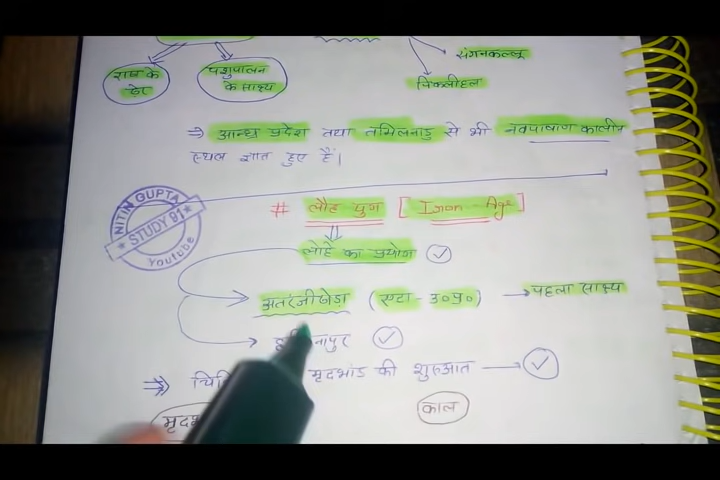 संगनकल्लू
राख के
ढेर
पशुपालन
के साक्ष्य
पिकलीहल
⇒ आन्ध्र प्रदेश तथा तमिलनाडु से भी नवपाषाण कालीन
स्थल ज्ञात हुए हैं।
NITIN GUPTA
STUDY 91
Youtube
# लौह युग [ Iron - Age ]
लोहे का प्रयोग
अतरंजीखेड़ा (एटा - उ०प्र०) → पहला साक्ष्य
मृदभांड की शुरुआत →
काल